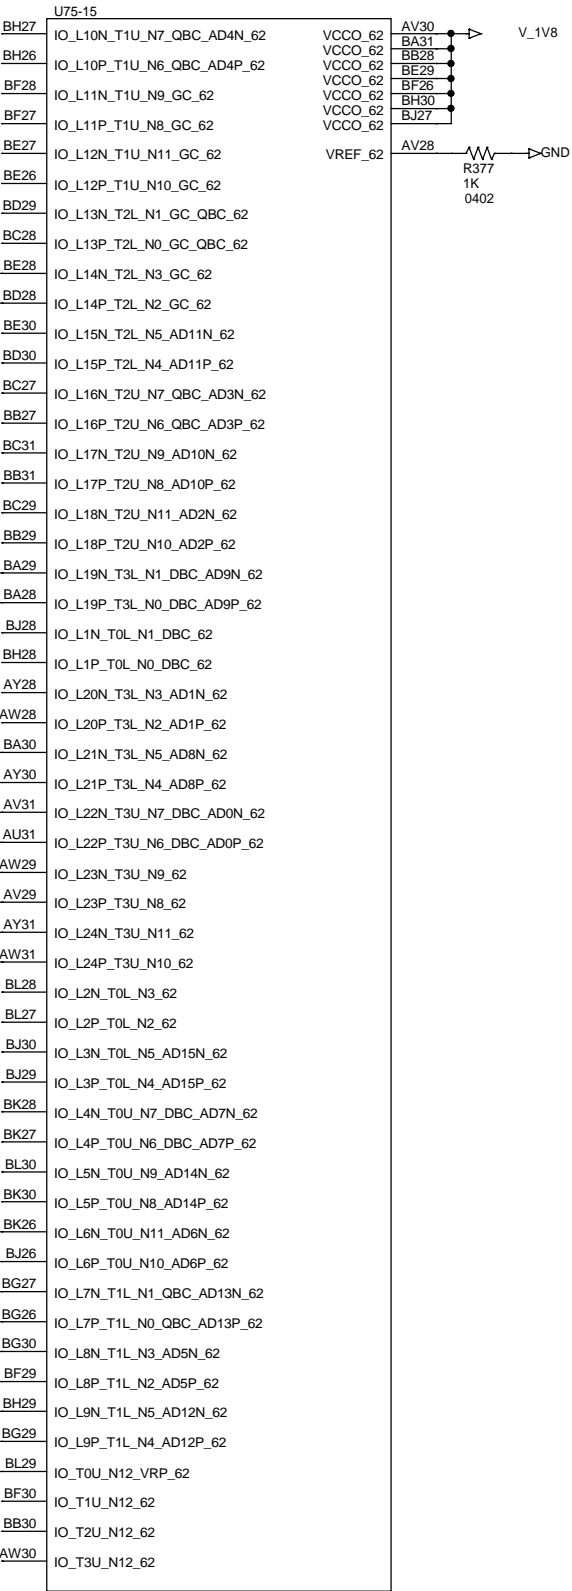 U75-15
BH27 IO_L10N_T1U_N7_QBC_AD4N_62
BH26 IO_L10P_T1U_N6_QBC_AD4P_62
BF28 IO_L11N_T1U_N9_GC_62
BF27 IO_L11P_T1U_N8_GC_62
BE27 IO_L12N_T1U_N11_GC_62
BE26 IO_L12P_T1U_N10_GC_62
BD29 IO_L13N_T2L_N1_GC_QBC_62
BC28 IO_L13P_T2L_N0_GC_QBC_62
BE28 IO_L14N_T2L_N3_GC_62
BD28 IO_L14P_T2L_N2_GC_62
BE30 IO_L15N_T2L_N5_AD11N_62
BD30 IO_L15P_T2L_N4_AD11P_62
BC27 IO_L16N_T2U_N7_QBC_AD3N_62
BB27 IO_L16P_T2U_N6_QBC_AD3P_62
BC31 IO_L17N_T2U_N9_AD10N_62
BB31 IO_L17P_T2U_N8_AD10P_62
BC29 IO_L18N_T2U_N11_AD2N_62
BB29 IO_L18P_T2U_N10_AD2P_62
BA29 IO_L19N_T3L_N1_DBC_AD9N_62
BA28 IO_L19P_T3L_N0_DBC_AD9P_62
BJ28 IO_L1N_T0L_N1_DBC_62
BH28 IO_L1P_T0L_N0_DBC_62
AY28 IO_L20N_T3L_N3_AD1N_62
AW28 IO_L20P_T3L_N2_AD1P_62
BA30 IO_L21N_T3L_N5_AD8N_62
AY30 IO_L21P_T3L_N4_AD8P_62
AV31 IO_L22N_T3U_N7_DBC_AD0N_62
AU31 IO_L22P_T3U_N6_DBC_AD0P_62
AW29 IO_L23N_T3U_N9_62
AV29 IO_L23P_T3U_N8_62
AY31 IO_L24N_T3U_N11_62
AW31 IO_L24P_T3U_N10_62
BL28 IO_L2N_T0L_N3_62
BL27 IO_L2P_T0L_N2_62
BJ30 IO_L3N_T0L_N5_AD15N_62
BJ29 IO_L3P_T0L_N4_AD15P_62
BK28 IO_L4N_T0U_N7_DBC_AD7N_62
BK27 IO_L4P_T0U_N6_DBC_AD7P_62
BL30 IO_L5N_T0U_N9_AD14N_62
BK30 IO_L5P_T0U_N8_AD14P_62
BK26 IO_L6N_T0U_N11_AD6N_62
BJ26 IO_L6P_T0U_N10_AD6P_62
BG27 IO_L7N_T1L_N1_QBC_AD13N_62
BG26 IO_L7P_T1L_N0_QBC_AD13P_62
BG30 IO_L8N_T1L_N3_AD5N_62
BF29 IO_L8P_T1L_N2_AD5P_62
BH29 IO_L9N_T1L_N5_AD12N_62
BG29 IO_L9P_T1L_N4_AD12P_62
BL29 IO_T0U_N12_VRP_62
BF30 IO_T1U_N12_62
BB30 IO_T2U_N12_62
AW30 IO_T3U_N12_62
VCCO_62 AV30 V_1V8
VCCO_62 BA31
VCCO_62 BB28
VCCO_62 BE29
VCCO_62 BF26
VCCO_62 BH30
VCCO_62 BJ27
VREF_62 AV28 GND
R377
1K
0402